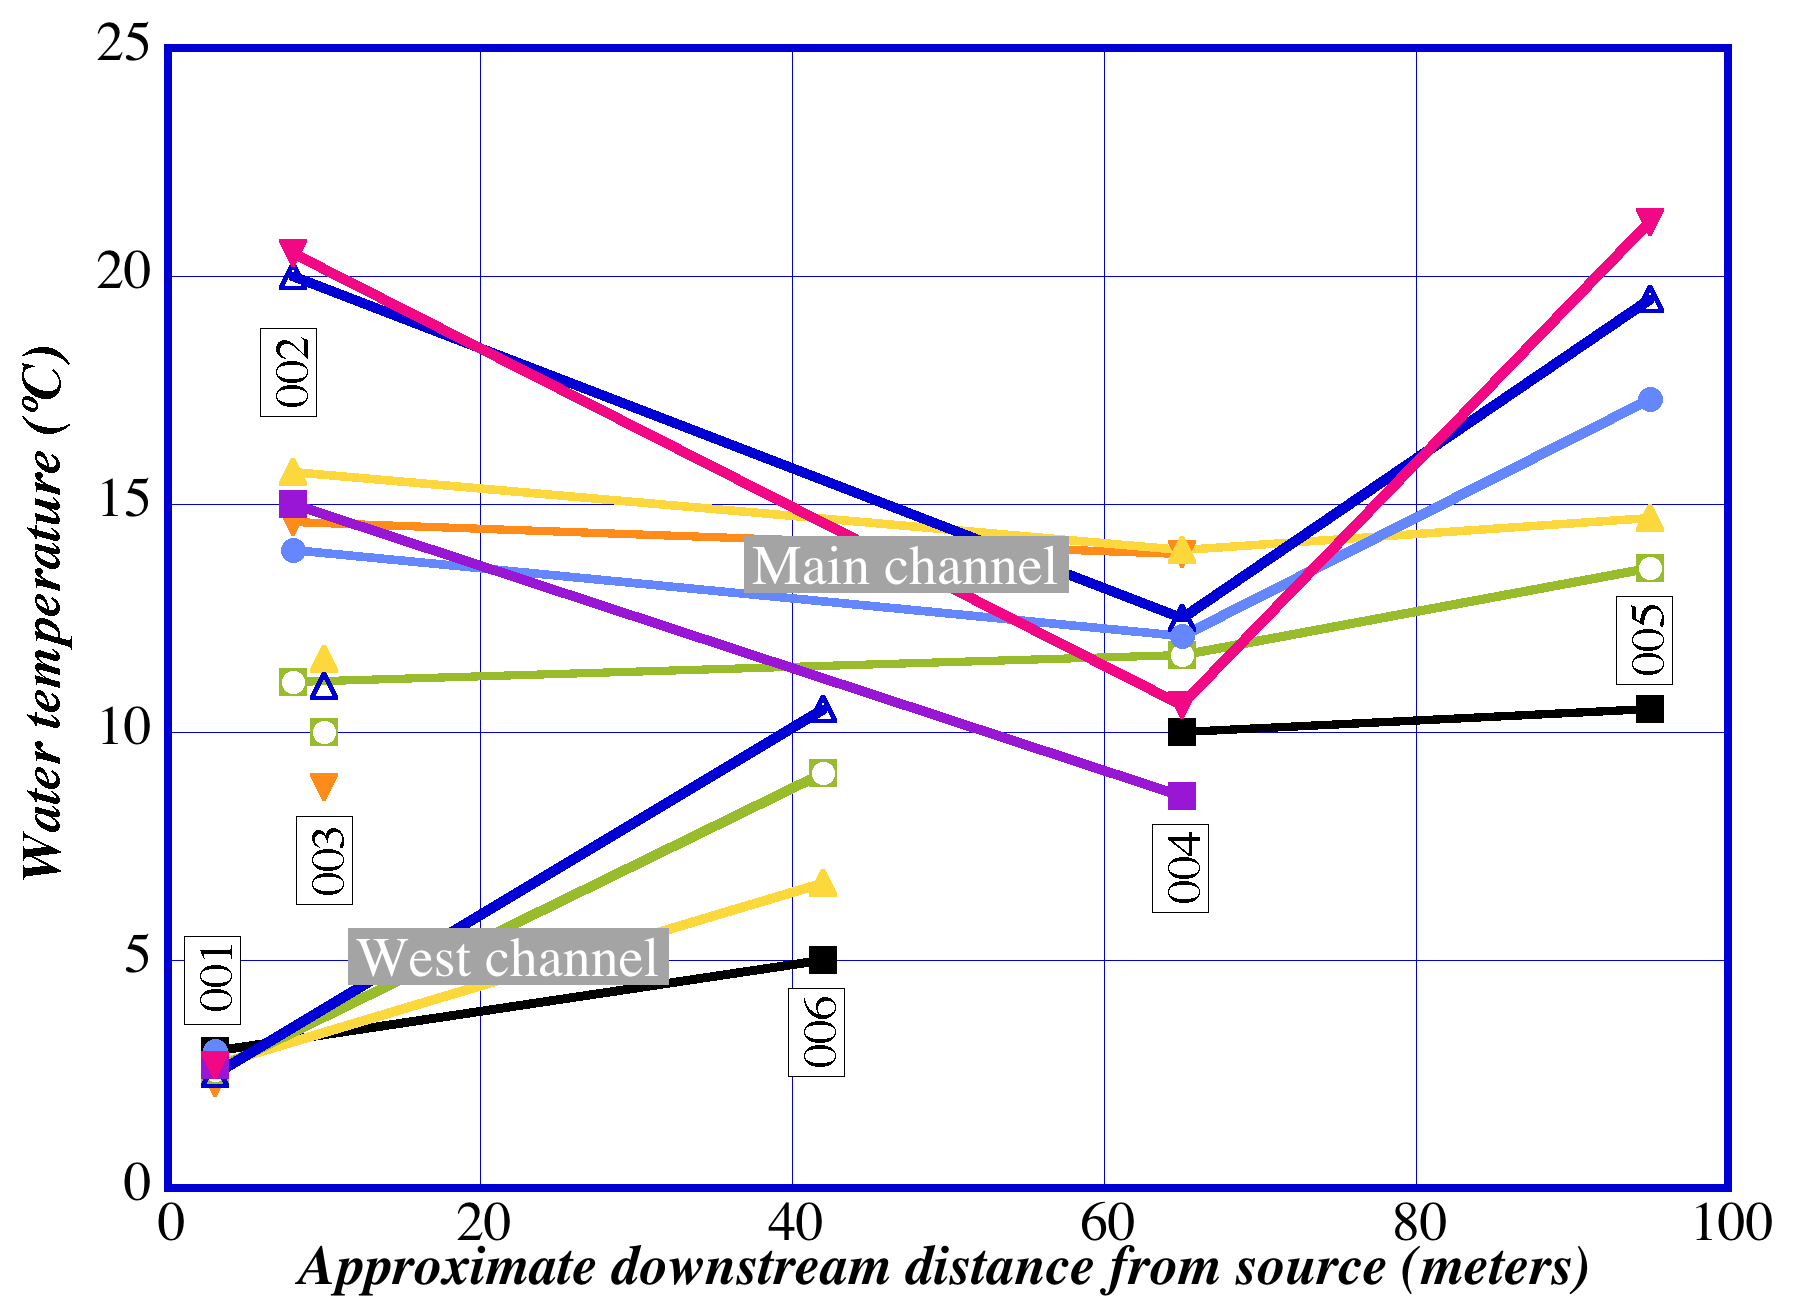 25
20
15
10
5
0
Water temperature (ºC)
002
Main channel
005
003
004
West channel
001
006
0 20 40 60 80 100
Approximate downstream distance from source (meters)